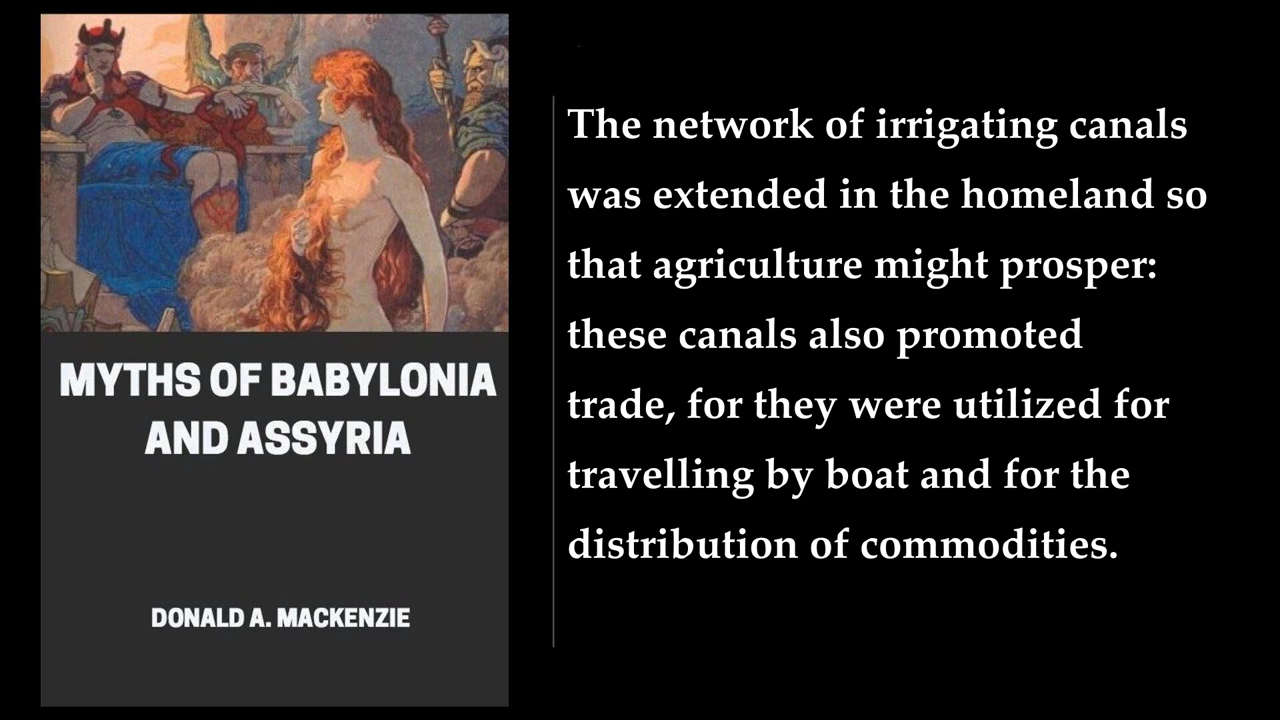 MYTHS OF BABYLONIA
AND ASSYRIA
DONALD A. MACKENZIE
The network of irrigating canals
was extended in the homeland so
that agriculture might prosper:
these canals also promoted
trade, for they were utilized for
travelling by boat and for the
distribution of commodities.